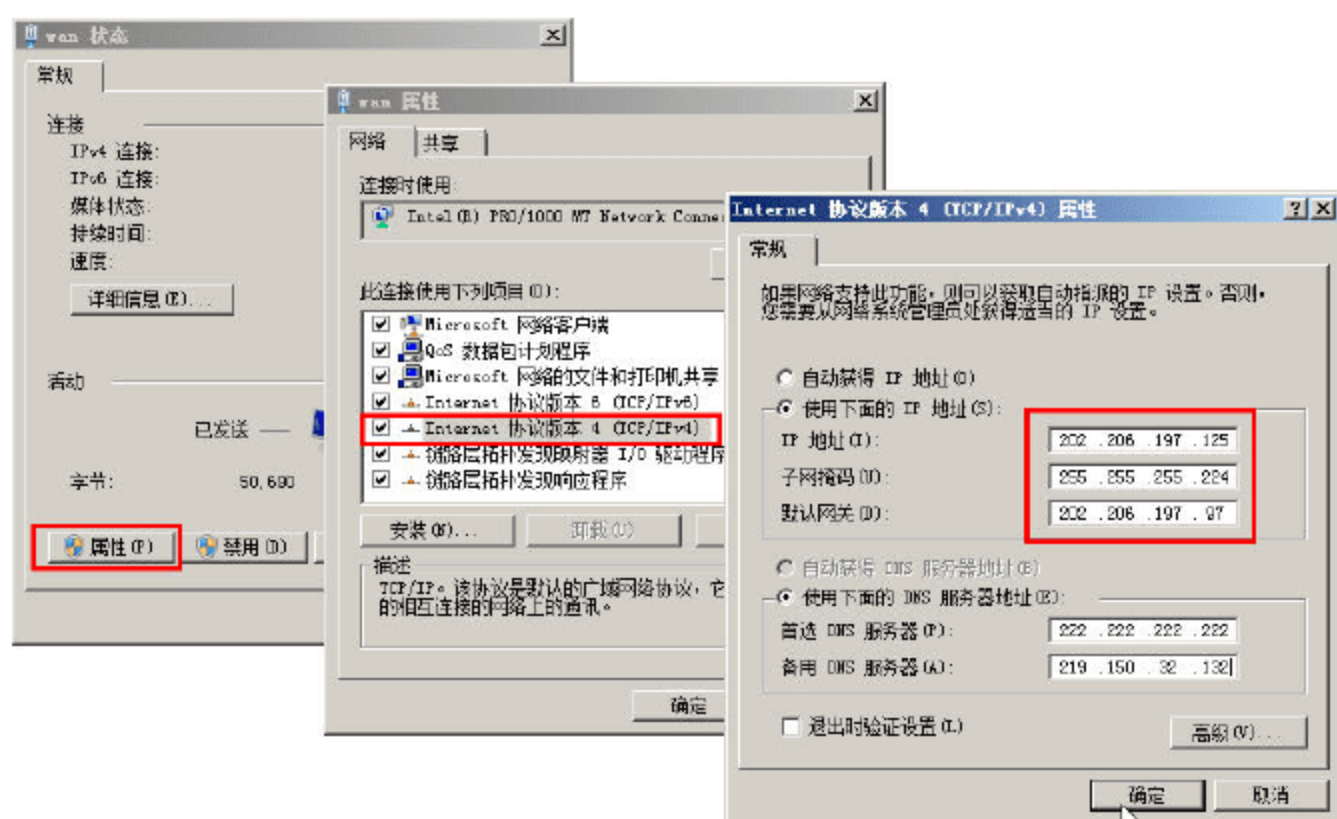 wan 状态
常规
连接
IPv4 连接:
IPv6 连接:
媒体状态:
持续时间:
速度:
详细信息(E)...
活动
已发送 —
字节: 50,690
属性(P) 禁用(D)
wan 属性
网络 共享
连接时使用:
Intel(R) PRO/1000 MT Network Conne
此连接使用下列项目(O):
Microsoft 网络客户端
QoS 数据包计划程序
Microsoft 网络的文件和打印机共享
Internet 协议版本 6 (TCP/IPv6)
Internet 协议版本 4 (TCP/IPv4)
链路层拓扑发现映射器 I/O 驱动程序
链路层拓扑发现响应程序
安装(N)... 卸载(U)
描述
TCP/IP。该协议是默认的广域网络协议，它
的相互连接的网络上的通讯。
确定
Internet 协议版本 4 (TCP/IPv4) 属性
常规
如果网络支持此功能，则可以获取自动指派的 IP 设置。否则，
您需要从网络系统管理员处获得适当的 IP 设置。
自动获得 IP 地址(O)
使用下面的 IP 地址(S):
IP 地址(I): 202 .206 .197 .125
子网掩码(U): 255 .255 .255 .224
默认网关(D): 202 .206 .197 .97
自动获得 DNS 服务器地址(B)
使用下面的 DNS 服务器地址(E):
首选 DNS 服务器(P): 222 .222 .222 .222
备用 DNS 服务器(A): 219 .150 .32 .132
退出时验证设置(L)
高级(V)...
确定 取消